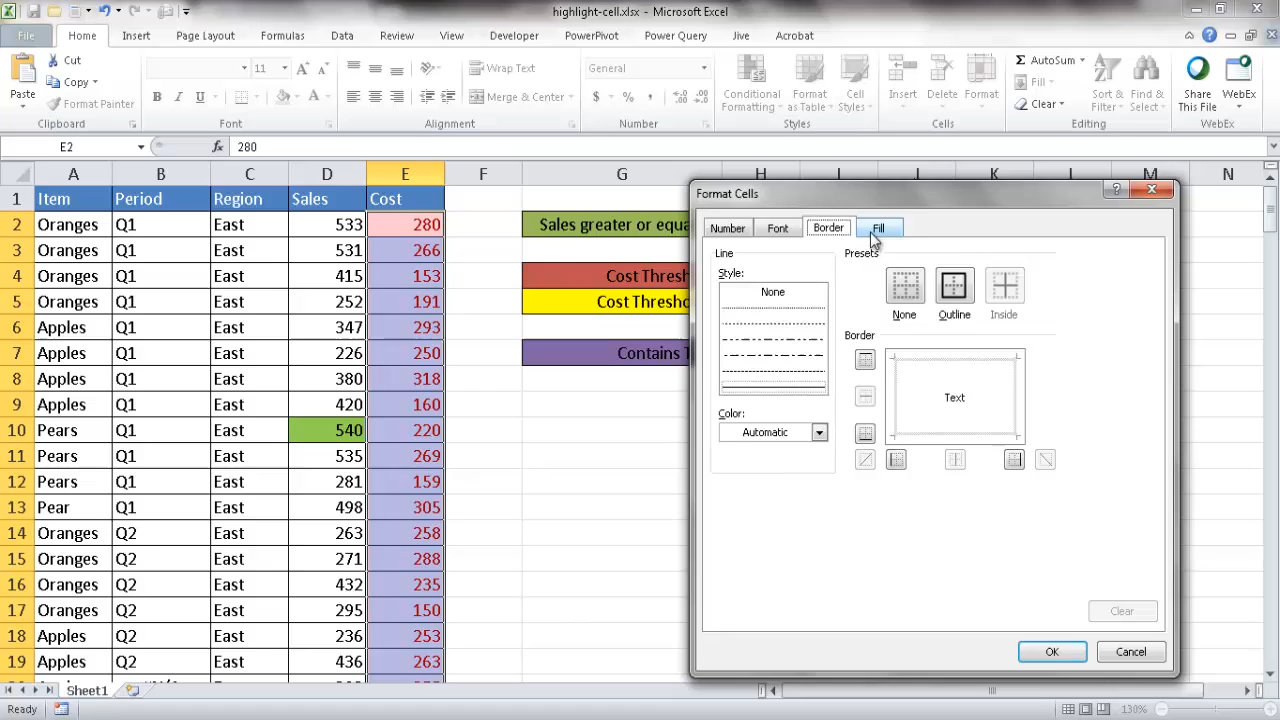 highlight-cell.xlsx - Microsoft Excel
File Home Insert Page Layout Formulas Data Review View Developer PowerPivot Power Query Jive Acrobat
Paste Cut Copy Format Painter Clipboard
11 B I U A A A Font
Wrap Text Merge & Center Alignment
General $ % , Number
Conditional Formatting Format as Table Cell Styles Styles
Insert Delete Format Cells
Σ AutoSum Fill Clear Sort & Filter Find & Select Editing
Share This File WebEx WebEx
E2 fx 280
A B C D E F G H I J K L M N
1 Item Period Region Sales Cost
2 Oranges Q1 East 533 280 Sales greater or equa
3 Oranges Q1 East 531 266
4 Oranges Q1 East 415 153 Cost Thresh
5 Oranges Q1 East 252 191 Cost Thresho
6 Apples Q1 East 347 293
7 Apples Q1 East 226 250 Contains T
8 Apples Q1 East 380 318
9 Apples Q1 East 420 160
10 Pears Q1 East 540 220
11 Pears Q1 East 535 269
12 Pears Q1 East 281 159
13 Pear Q1 East 498 305
14 Oranges Q2 East 263 258
15 Oranges Q2 East 271 288
16 Oranges Q2 East 432 235
17 Oranges Q2 East 295 150
18 Apples Q2 East 236 253
19 Apples Q2 East 436 263
Format Cells
Number Font Border Fill
Line Presets
Style:
None
None Outline Inside
Border
Text
Color:
Automatic
Clear
OK Cancel
Sheet1
Ready 130%